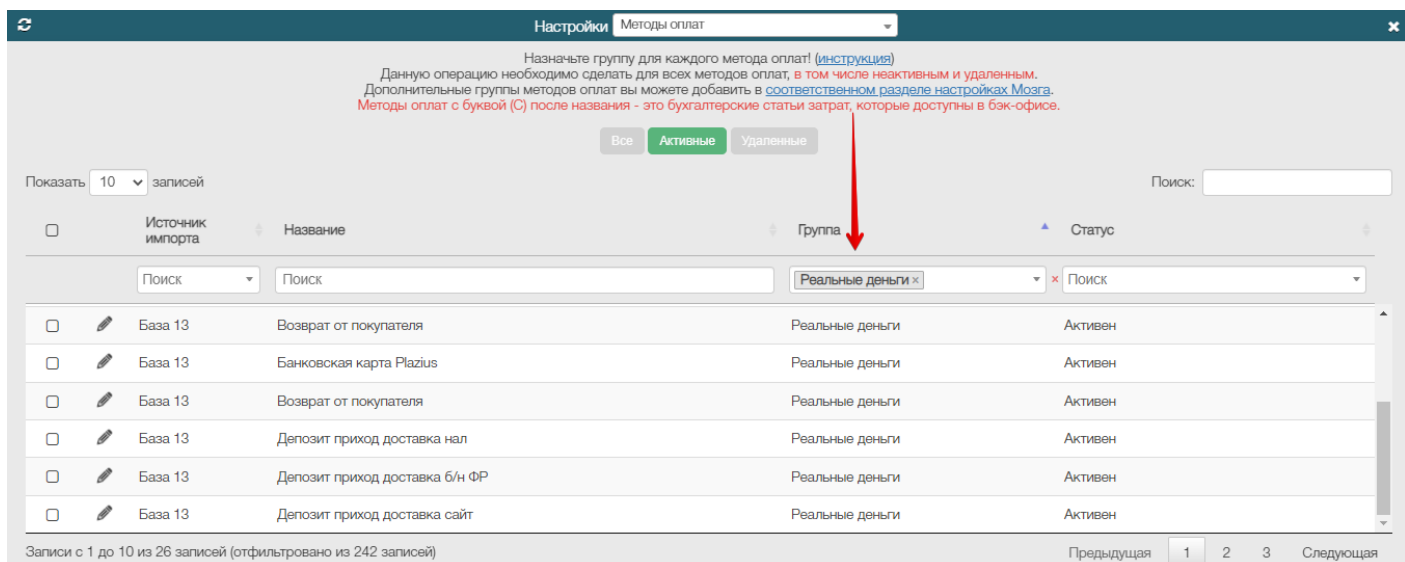 Настройки Методы оплат
Назначьте группу для каждого метода оплат! (инструкция)
Данную операцию необходимо сделать для всех методов оплат, в том числе неактивным и удаленным.
Дополнительные группы методов оплат вы можете добавить в соответственном разделе настройках Мозга.
Методы оплат с буквой (С) после названия - это бухгалтерские статьи затрат, которые доступны в бэк-офисе.
Все Активные Удаленные
Показать 10 записей Поиск:
Источник импорта Название Группа Статус
Поиск Поиск Реальные деньги × × Поиск
База 13 Возврат от покупателя Реальные деньги Активен
База 13 Банковская карта Plazius Реальные деньги Активен
База 13 Возврат от покупателя Реальные деньги Активен
База 13 Депозит приход доставка нал Реальные деньги Активен
База 13 Депозит приход доставка б/н ФР Реальные деньги Активен
База 13 Депозит приход доставка сайт Реальные деньги Активен
Записи с 1 до 10 из 26 записей (отфильтровано из 242 записей) Предыдущая 1 2 3 Следующая